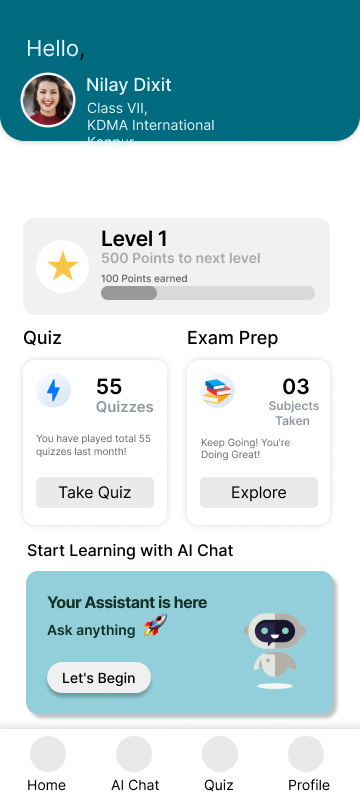 Hello,
Nilay Dixit
Class VII,
KDMA International
Level 1
500 Points to next level
100 Points earned
Quiz
Exam Prep
55
Quizzes
You have played total 55
quizzes last month!
Take Quiz
03
Subjects
Taken
Keep Going! You're
Doing Great!
Explore
Start Learning with AI Chat
Your Assistant is here
Ask anything
Let's Begin
Home
AI Chat
Quiz
Profile